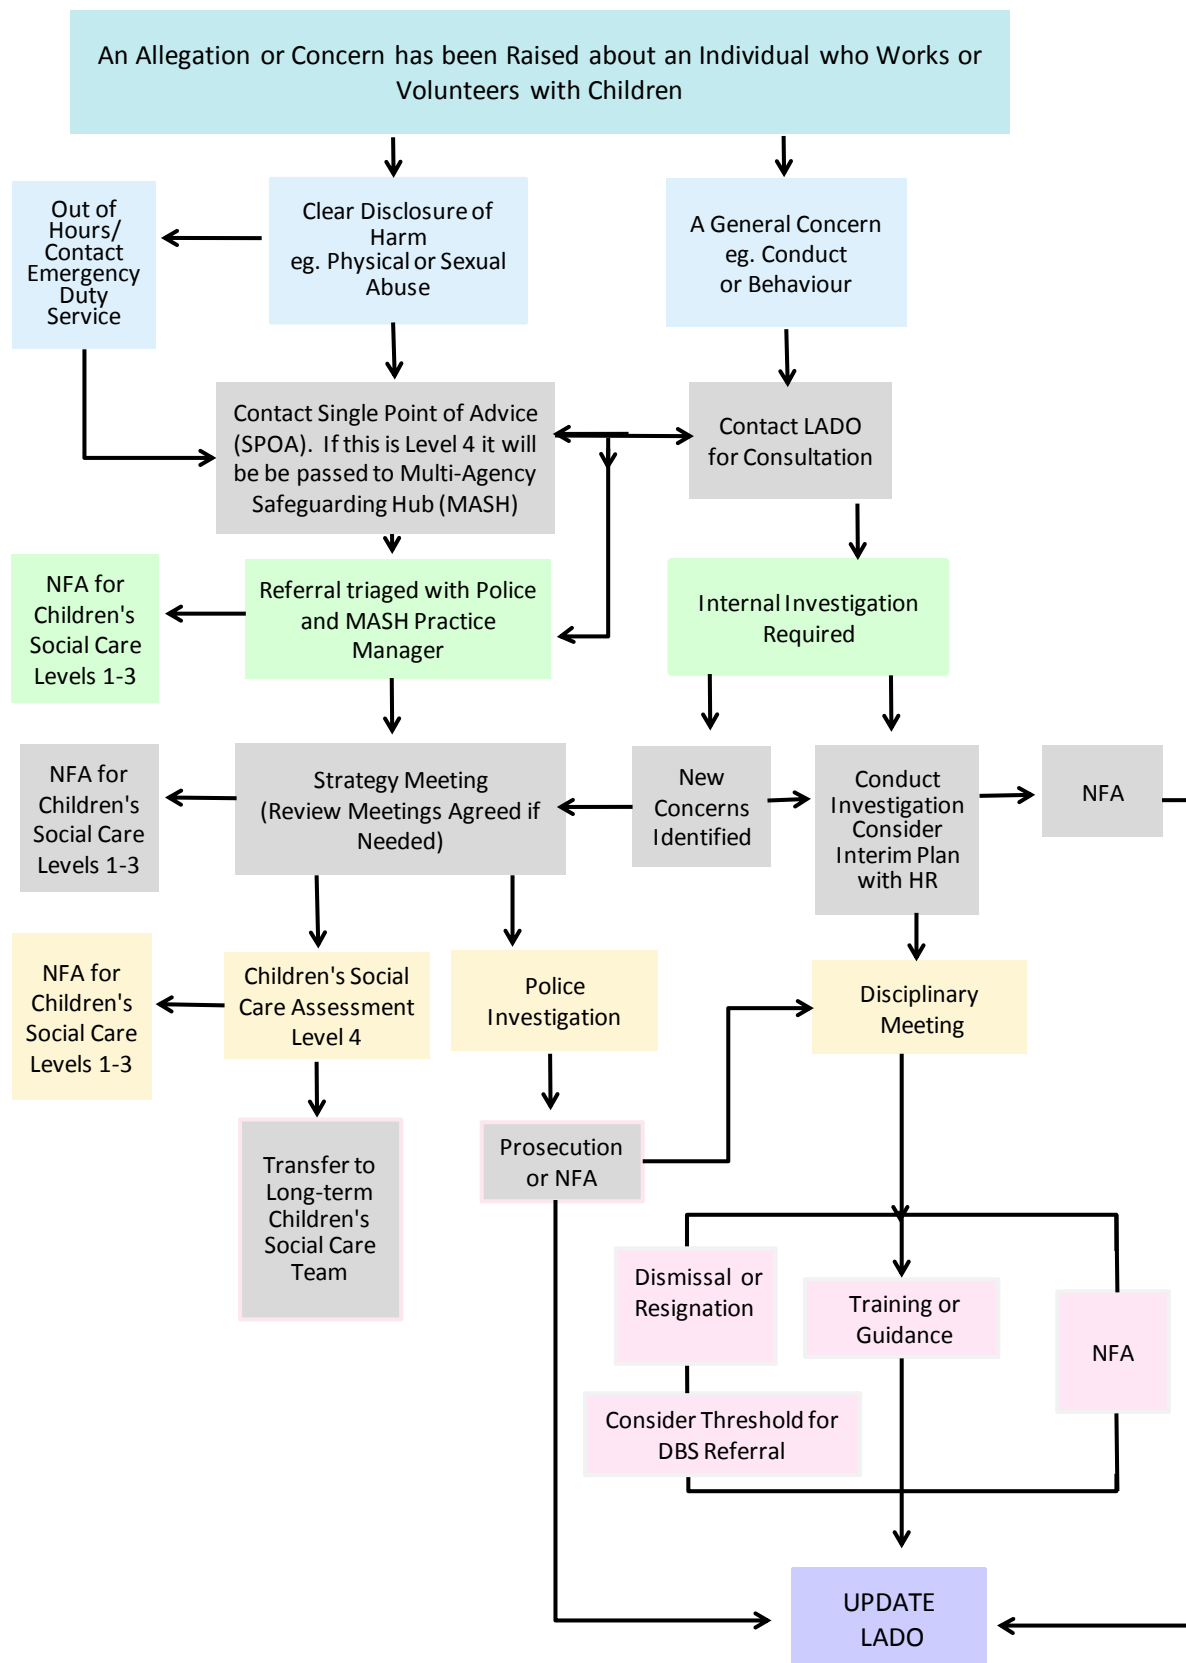 An Allegation or Concern has been Raised about an Individual who Works or
Volunteers with Children
Out of
Hours/
Contact
Emergency
Duty
Service
Clear Disclosure of
Harm
eg. Physical or Sexual
Abuse
A General Concern
eg. Conduct
or Behaviour
Contact Single Point of Advice
(SPOA). If this is Level 4 it will
be be passed to Multi-Agency
Safeguarding Hub (MASH)
Contact LADO
for Consultation
NFA for
Children's
Social Care
Levels 1-3
Referral triaged with Police
and MASH Practice
Manager
Internal Investigation
Required
NFA for
Children's
Social Care
Levels 1-3
Strategy Meeting
(Review Meetings Agreed if
Needed)
New
Concerns
Identified
Conduct
Investigation
Consider
Interim Plan
with HR
NFA
NFA for
Children's
Social Care
Levels 1-3
Children's Social
Care Assessment
Level 4
Police
Investigation
Disciplinary
Meeting
Transfer to
Long-term
Children's
Social Care
Team
Prosecution
or NFA
Dismissal or
Resignation
Training or
Guidance
NFA
Consider Threshold for
DBS Referral
UPDATE
LADO